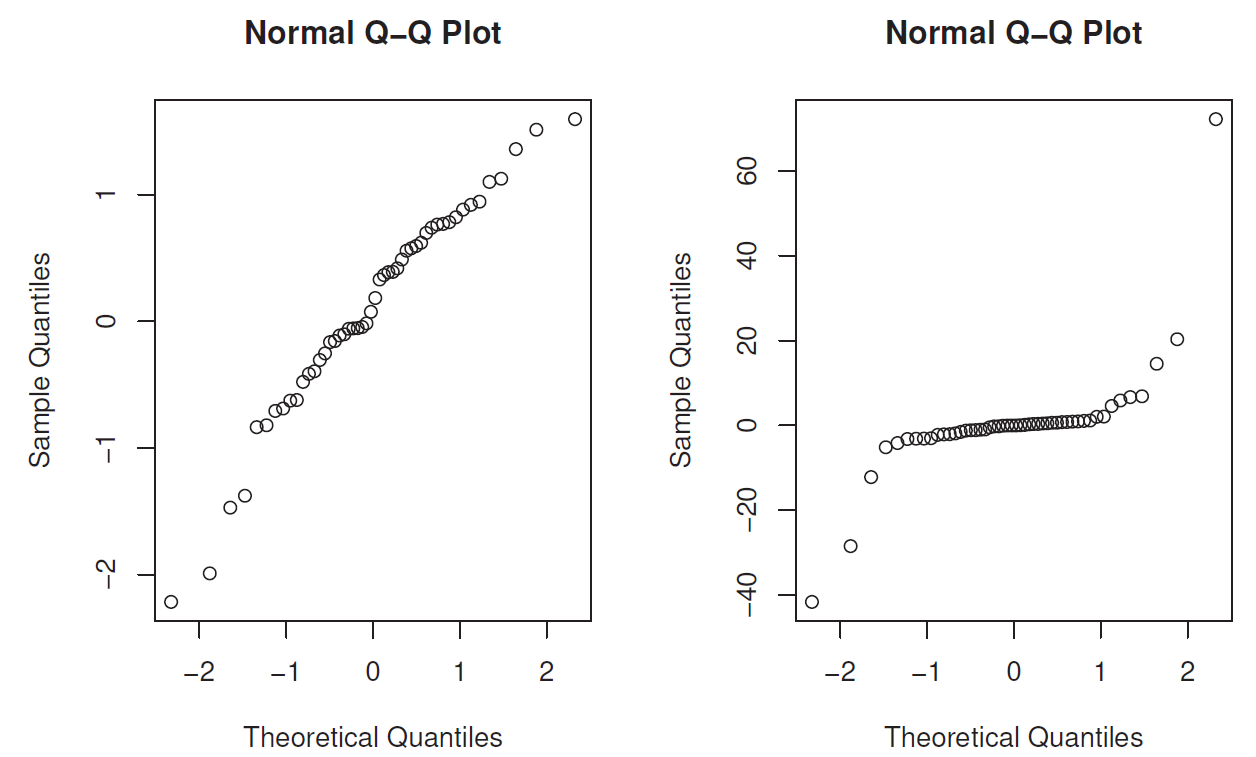 Normal Q–Q Plot
Sample Quantiles
1
0
−1
−2
−2 −1 0 1 2
Theoretical Quantiles
Normal Q–Q Plot
Sample Quantiles
60
40
20
0
−20
−40
−2 −1 0 1 2
Theoretical Quantiles